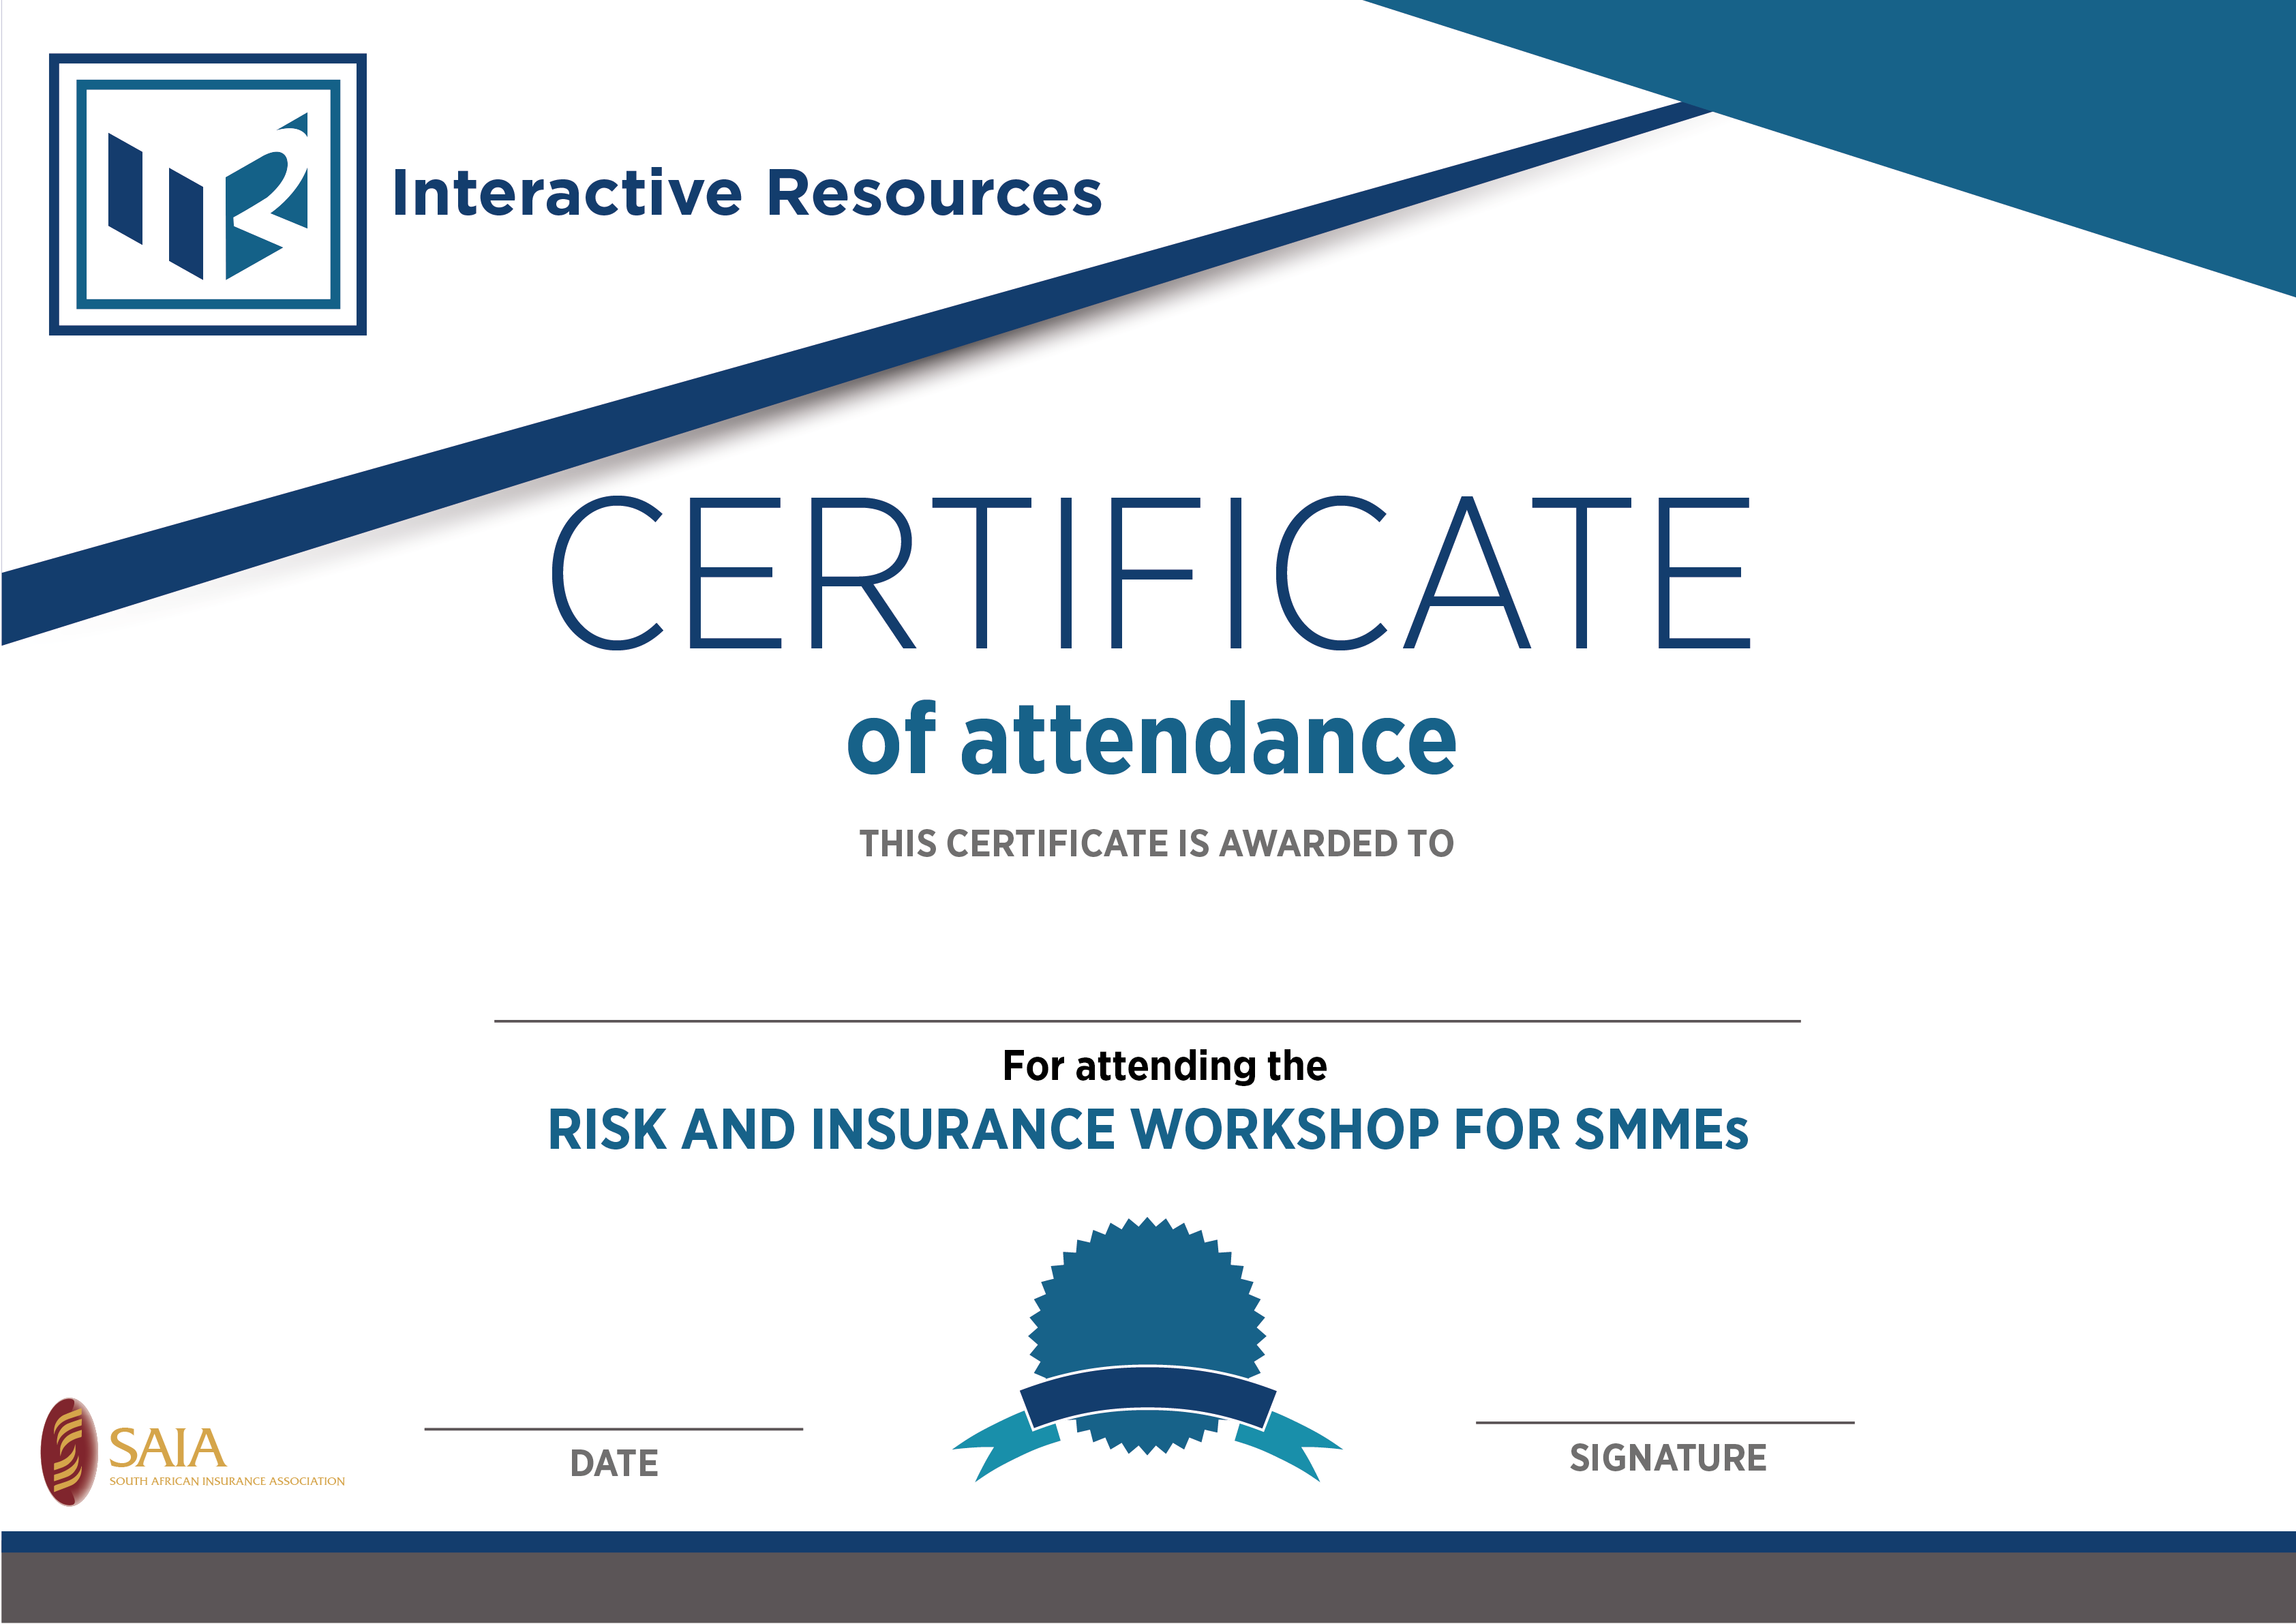 Interactive Resources
CERTIFICATE
of attendance
THIS CERTIFICATE IS AWARDED TO
For attending the
RISK AND INSURANCE WORKSHOP FOR SMMEs
SAIA
SOUTH AFRICAN INSURANCE ASSOCIATION
DATE
SIGNATURE